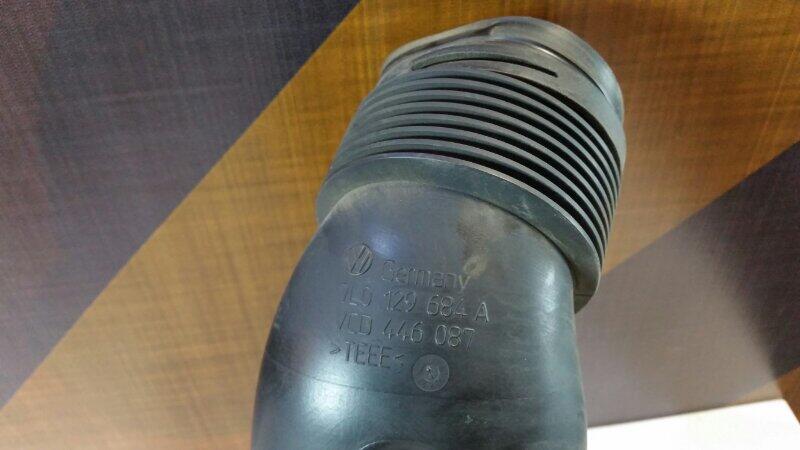 Germany
7L0 129 684 A
7CD 446 087
>TEEE<